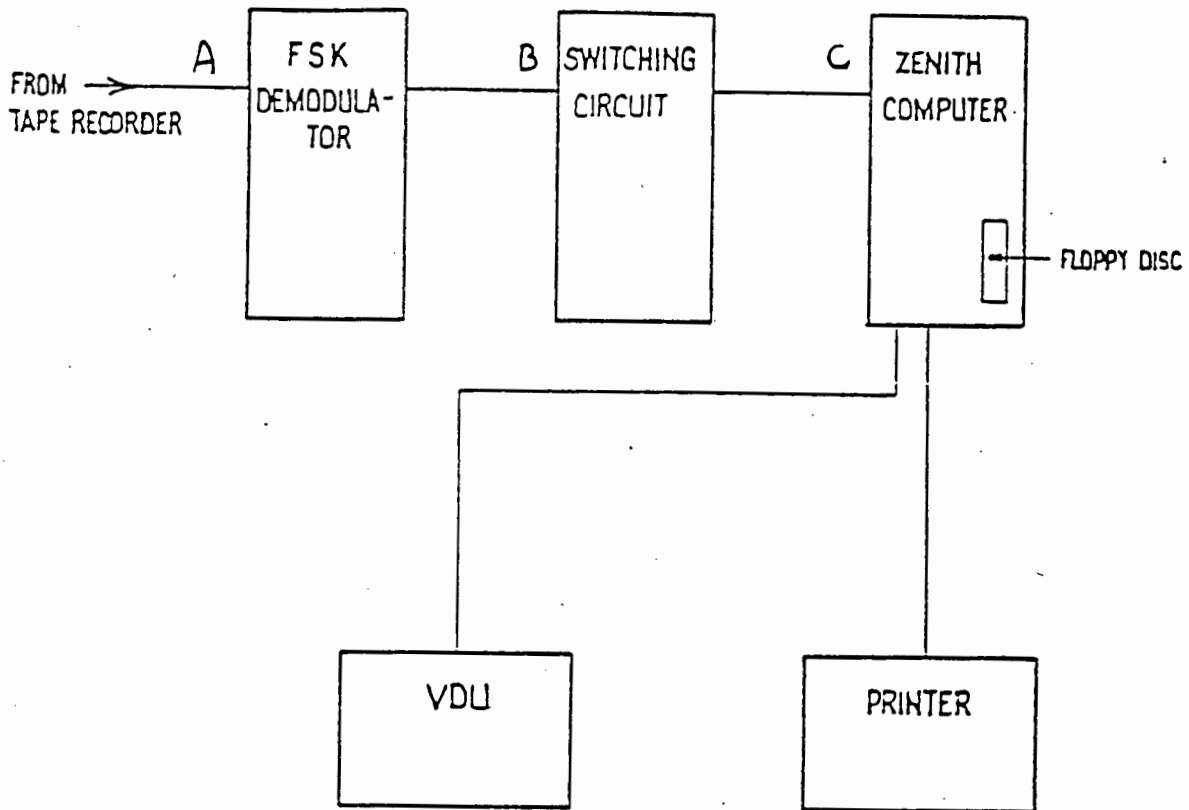 A
FSK
DEMODULA-
TOR
B
SWITCHING
CIRCUIT
C
ZENITH
COMPUTER
FROM
TAPE RECORDER
FLOPPY DISC
VDU
PRINTER